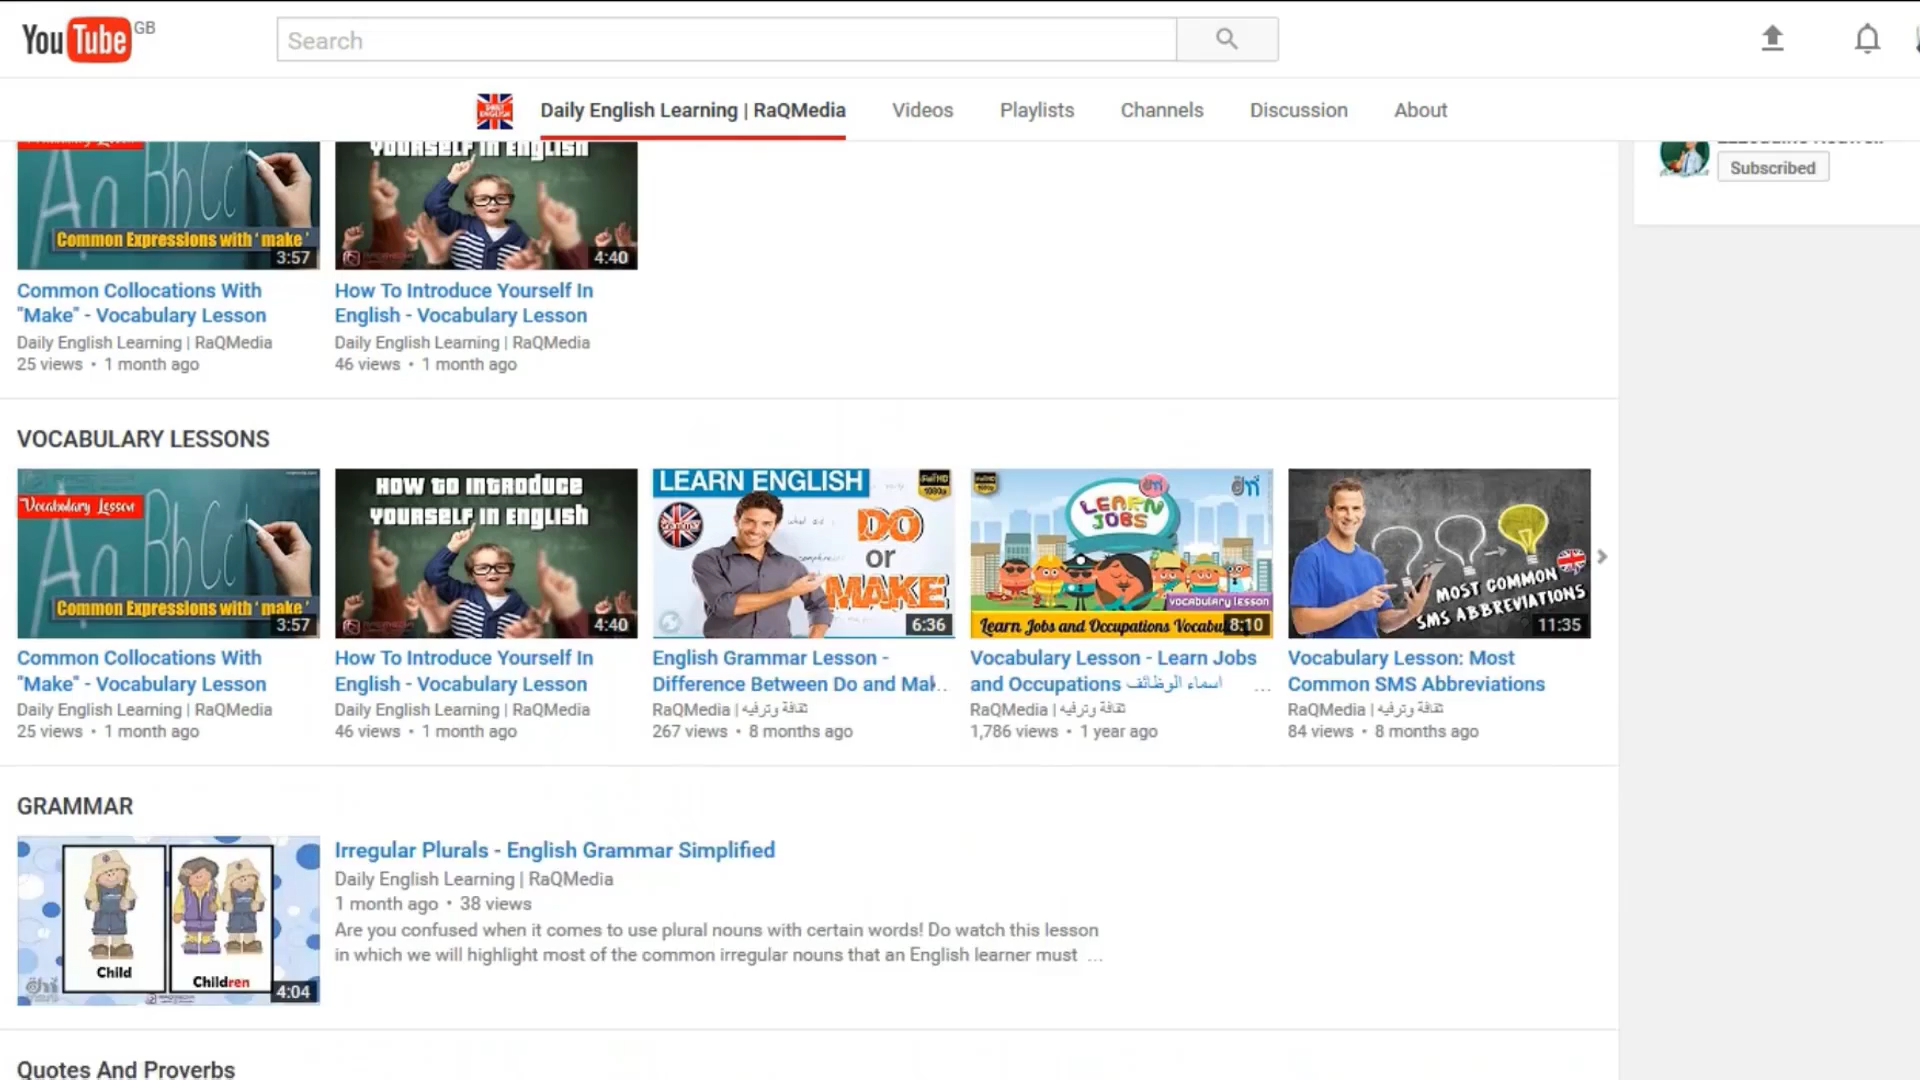 YouTube GB
Search
Daily English Learning | RaQMedia
Videos
Playlists
Channels
Discussion
About
Subscribed
Common Expressions with 'make'
3:57
YOURSELF IN ENGLISH
4:40
Common Collocations With
"Make" - Vocabulary Lesson
Daily English Learning | RaQMedia
25 views • 1 month ago
How To Introduce Yourself In
English - Vocabulary Lesson
Daily English Learning | RaQMedia
46 views • 1 month ago
VOCABULARY LESSONS
Vocabulary Lesson
Aa Bb Cc
Common Expressions with 'make'
3:57
HOW TO INTRODUCE
YOURSELF IN ENGLISH
4:40
LEARN ENGLISH
Grammar
DO
or
MAKE
6:36
LEARN
JOBS
vocabulary lesson
Learn Jobs and Occupations Vocabu
8:10
MOST COMMON
SMS ABBREVIATIONS
11:35
Common Collocations With
"Make" - Vocabulary Lesson
Daily English Learning | RaQMedia
25 views • 1 month ago
How To Introduce Yourself In
English - Vocabulary Lesson
Daily English Learning | RaQMedia
46 views • 1 month ago
English Grammar Lesson -
Difference Between Do and Mak...
RaQMedia | ثقافة وترفيه
267 views • 8 months ago
Vocabulary Lesson - Learn Jobs
and Occupations اسماء الوظائف ...
RaQMedia | ثقافة وترفيه
1,786 views • 1 year ago
Vocabulary Lesson: Most
Common SMS Abbreviations
RaQMedia | ثقافة وترفيه
84 views • 8 months ago
GRAMMAR
Child
Children
4:04
Irregular Plurals - English Grammar Simplified
Daily English Learning | RaQMedia
1 month ago • 38 views
Are you confused when it comes to use plural nouns with certain words! Do watch this lesson
in which we will highlight most of the common irregular nouns that an English learner must ...
Quotes And Proverbs